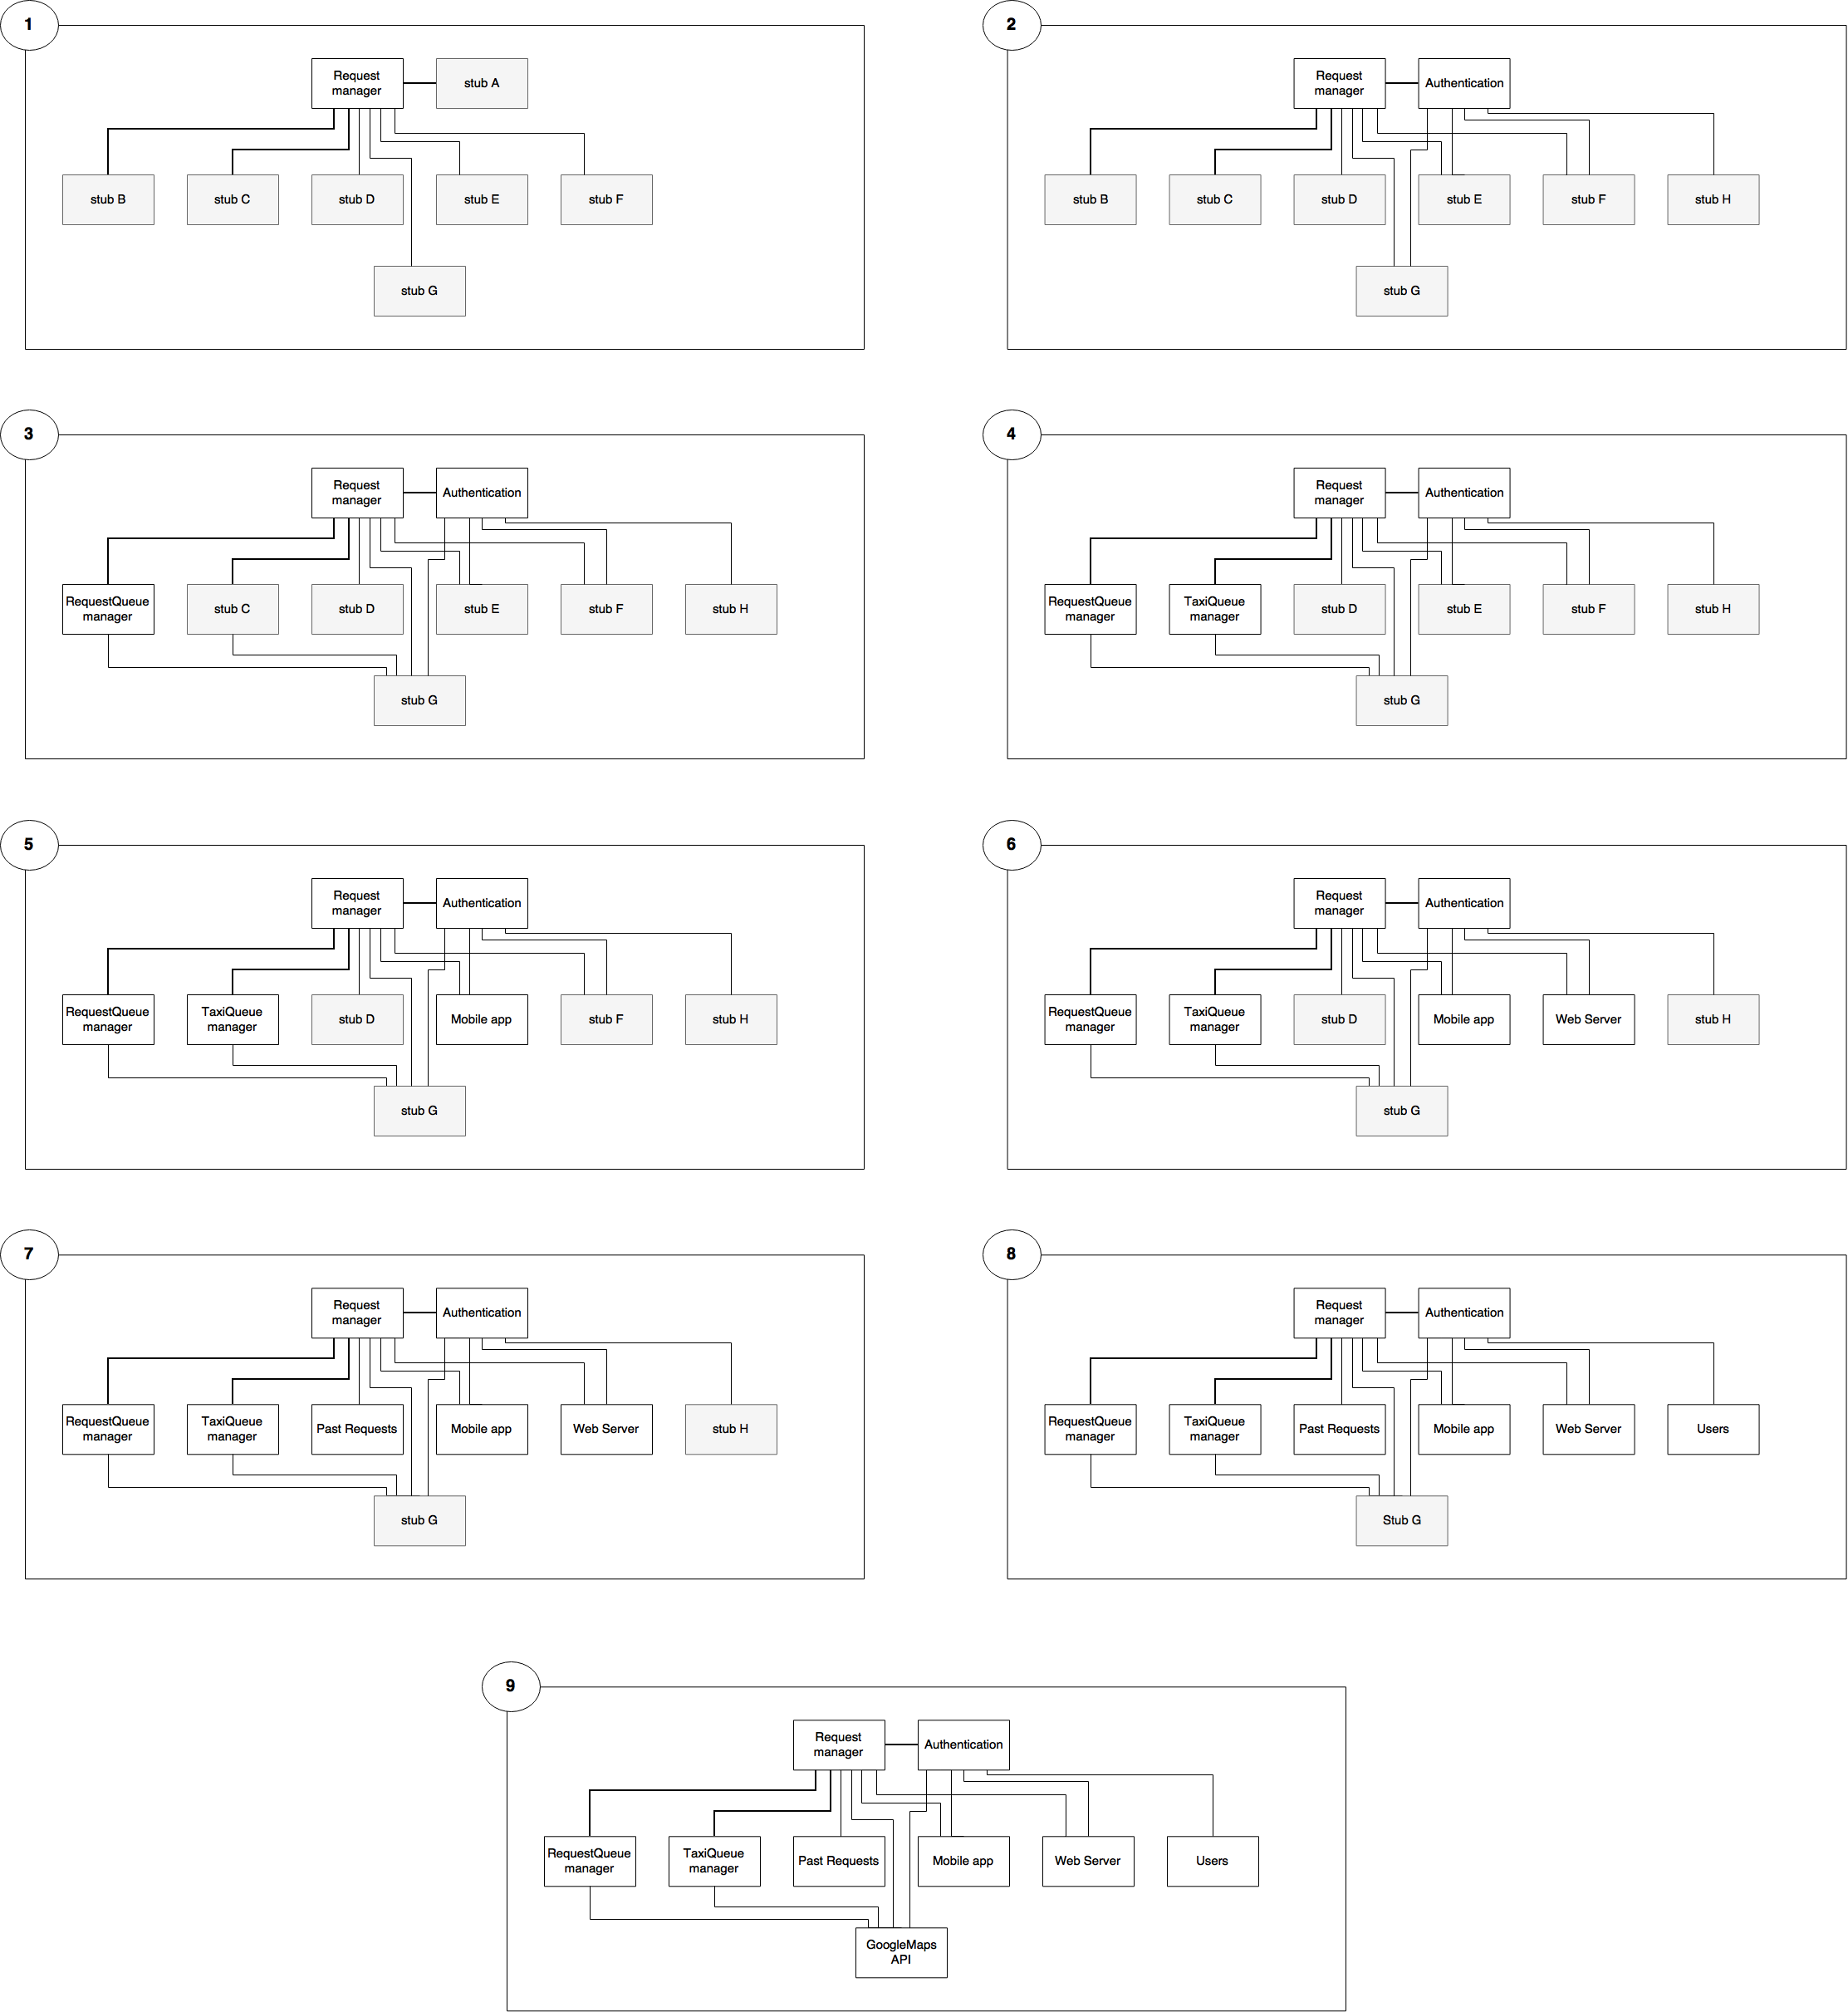 1
Request
manager
stub A
stub B
stub C
stub D
stub E
stub F
stub G
2
Request
manager
Authentication
stub B
stub C
stub D
stub E
stub F
stub H
stub G
3
Request
manager
Authentication
RequestQueue
manager
stub C
stub D
stub E
stub F
stub H
stub G
4
Request
manager
Authentication
RequestQueue
manager
TaxiQueue
manager
stub D
stub E
stub F
stub H
stub G
5
Request
manager
Authentication
RequestQueue
manager
TaxiQueue
manager
stub D
Mobile app
stub F
stub H
stub G
6
Request
manager
Authentication
RequestQueue
manager
TaxiQueue
manager
stub D
Mobile app
Web Server
stub H
stub G
7
Request
manager
Authentication
RequestQueue
manager
TaxiQueue
manager
Past Requests
Mobile app
Web Server
stub H
stub G
8
Request
manager
Authentication
RequestQueue
manager
TaxiQueue
manager
Past Requests
Mobile app
Web Server
Users
Stub G
9
Request
manager
Authentication
RequestQueue
manager
TaxiQueue
manager
Past Requests
Mobile app
Web Server
Users
GoogleMaps
API